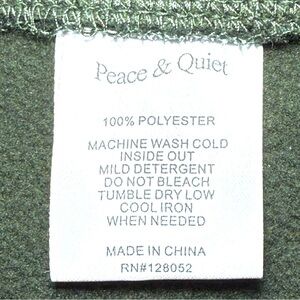 Peace & Quiet
100% POLYESTER
MACHINE WASH COLD
INSIDE OUT
MILD DETERGENT
DO NOT BLEACH
TUMBLE DRY LOW
COOL IRON
WHEN NEEDED
MADE IN CHINA
RN#128052